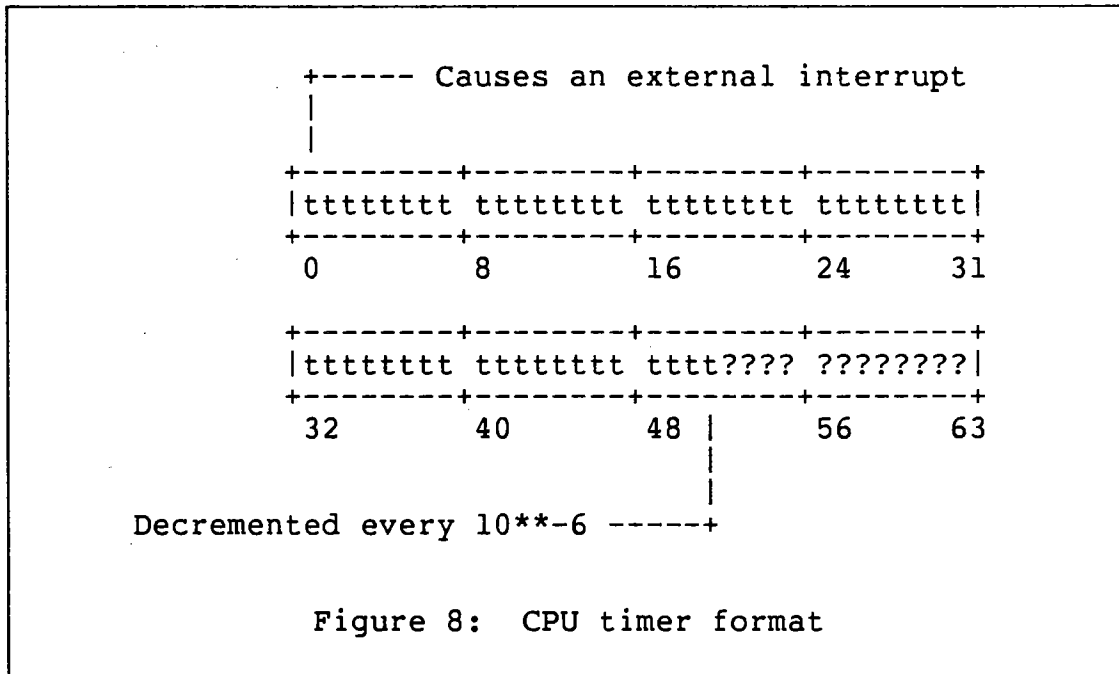 +----- Causes an external interrupt
|
|
+--------+--------+--------+--------+
|tttttttt tttttttt tttttttt tttttttt|
+--------+--------+--------+--------+
0 8 16 24 31
+--------+--------+--------+--------+
|tttttttt tttttttt tttt???? ????????|
+--------+--------+--------+--------+
32 40 48 | 56 63
|
|
Decremented every 10**-6 -----+
Figure 8: CPU timer format